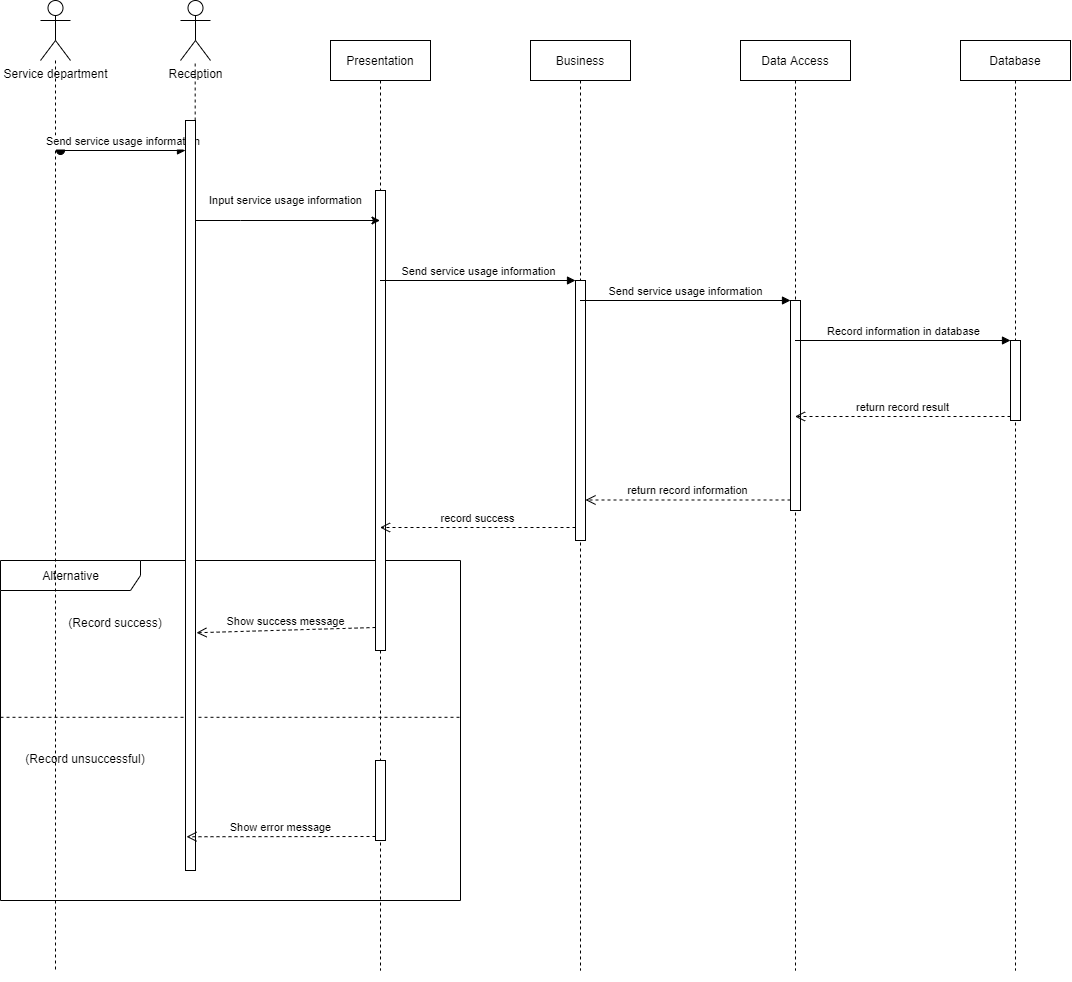 Service department
Reception
Presentation
Business
Data Access
Database
Send service usage information
Input service usage information
Send service usage information
Send service usage information
Record information in database
return record result
return record information
record success
Alternative
(Record success)
Show success message
(Record unsuccessful)
Show error message